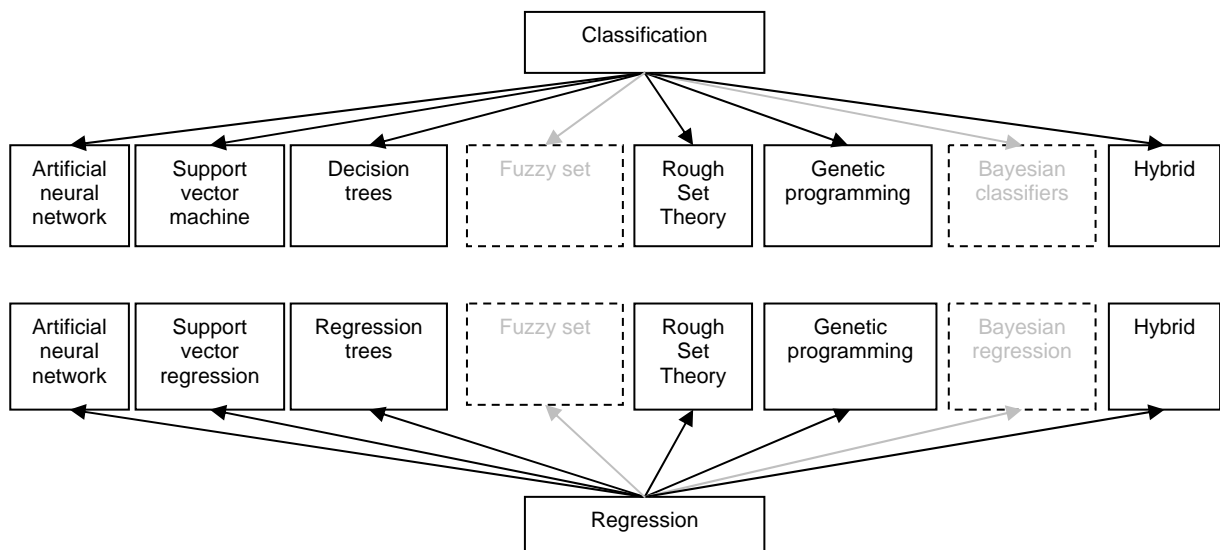 Classification
Artificial
neural
network
Support
vector
machine
Decision
trees
Fuzzy set
Rough
Set
Theory
Genetic
programming
Bayesian
classifiers
Hybrid
Artificial
neural
network
Support
vector
regression
Regression
trees
Fuzzy set
Rough
Set
Theory
Genetic
programming
Bayesian
regression
Hybrid
Regression